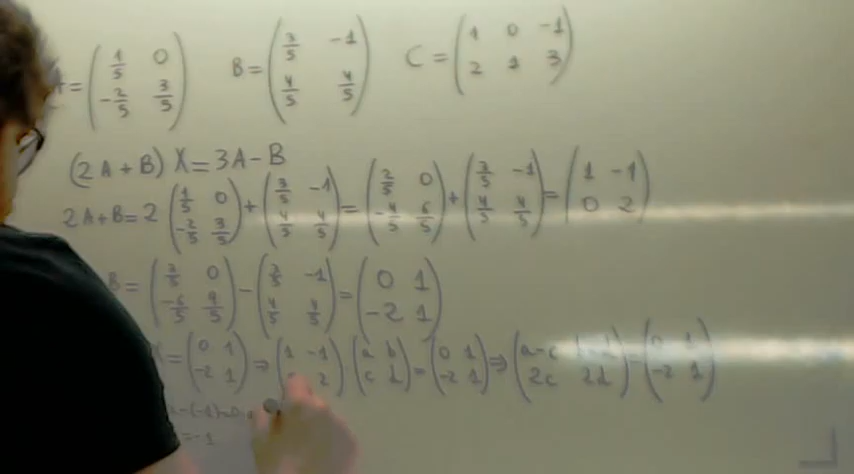 A = (1/5 0; -2/5 3/5) B = (3/5 -1; 4/5 4/5) C = (1 0 -1; 2 1 3)
(2A+B) X = 3A-B
2A+B = 2 (1/5 0; -2/5 3/5) + (3/5 -1; 4/5 4/5) = (2/5 0; -4/5 6/5) + (3/5 -1; 4/5 4/5) = (1 -1; 0 2)
B = (3/5 0; -6/5 9/5) - (3/5 -1; 4/5 4/5) = (0 1; -2 1)
X = (0 1; -2 1) ⇒ (1 -1; 2) (a b; c d) = (0 1; -2 1) ⇒ (a-c b-d; 2c 2d) = (0 1; -2 1)
= -1